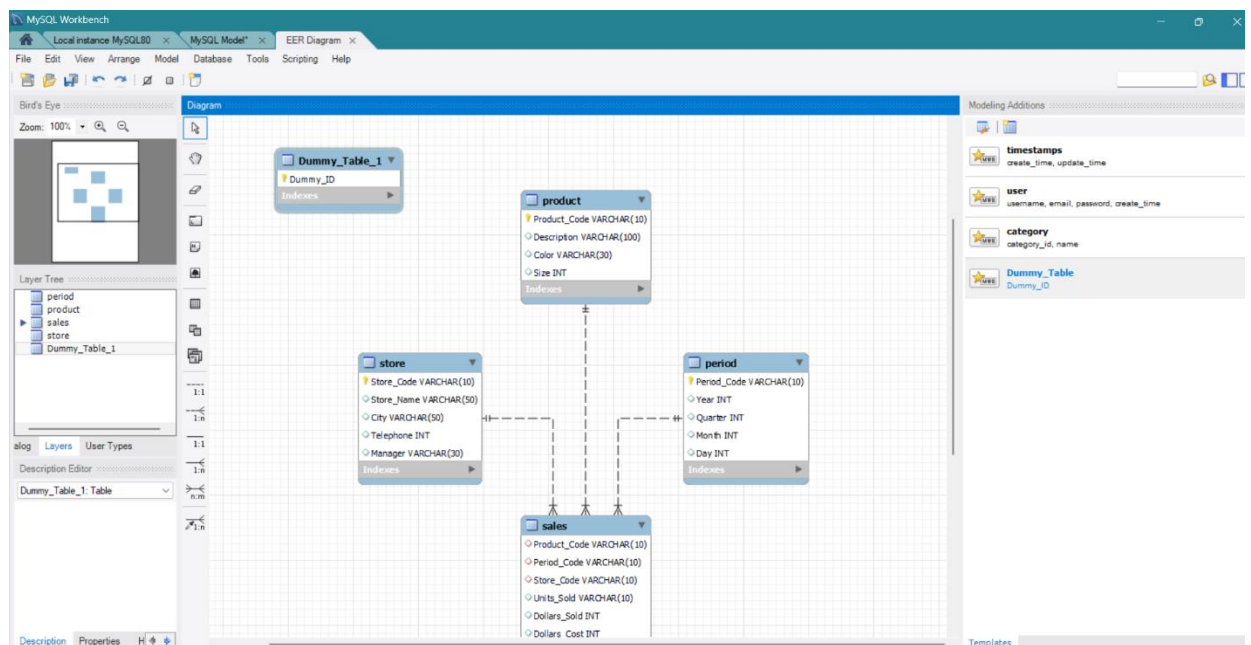 MySQL Workbench
Local instance MySQL80 × MySQL Model* × EER Diagram ×
File Edit View Arrange Model Database Tools Scripting Help
Bird's Eye
Zoom: 100%
Diagram
Modeling Additions
timestamps
create_time, update_time
user
username, email, password, create_time
category
category_id, name
Dummy_Table
Dummy_ID
Dummy_Table_1
Dummy_ID
Indexes
product
Product_Code VARCHAR(10)
Description VARCHAR(100)
Color VARCHAR(30)
Size INT
Indexes
Layer Tree
period
product
sales
store
Dummy_Table_1
store
Store_Code VARCHAR(10)
Store_Name VARCHAR(50)
City VARCHAR(50)
Telephone INT
Manager VARCHAR(30)
Indexes
period
Period_Code VARCHAR(10)
Year INT
Quarter INT
Month INT
Day INT
Indexes
1:1
1:n
1:1
1:n
n:m
1:n
alog Layers User Types
Description Editor
Dummy_Table_1: Table
sales
Product_Code VARCHAR(10)
Period_Code VARCHAR(10)
Store_Code VARCHAR(10)
Units_Sold VARCHAR(10)
Dollars_Sold INT
Dollars_Cost INT
Description Properties H
Templates